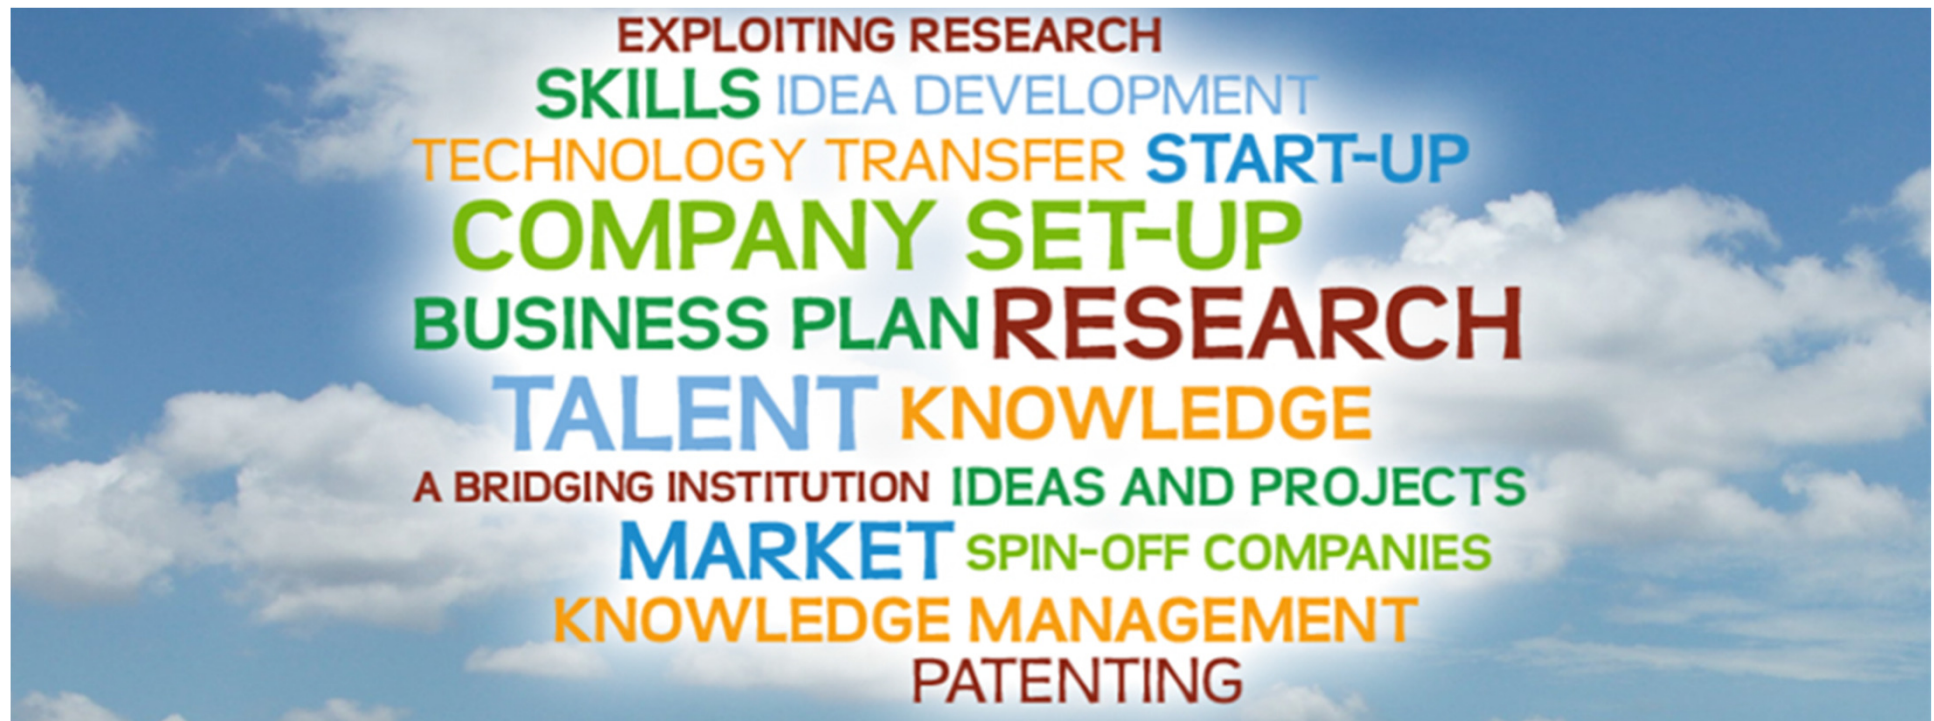 EXPLOITING RESEARCH
SKILLS IDEA DEVELOPMENT
TECHNOLOGY TRANSFER START-UP
COMPANY SET-UP
BUSINESS PLAN RESEARCH
TALENT KNOWLEDGE
A BRIDGING INSTITUTION IDEAS AND PROJECTS
MARKET SPIN-OFF COMPANIES
KNOWLEDGE MANAGEMENT
PATENTING